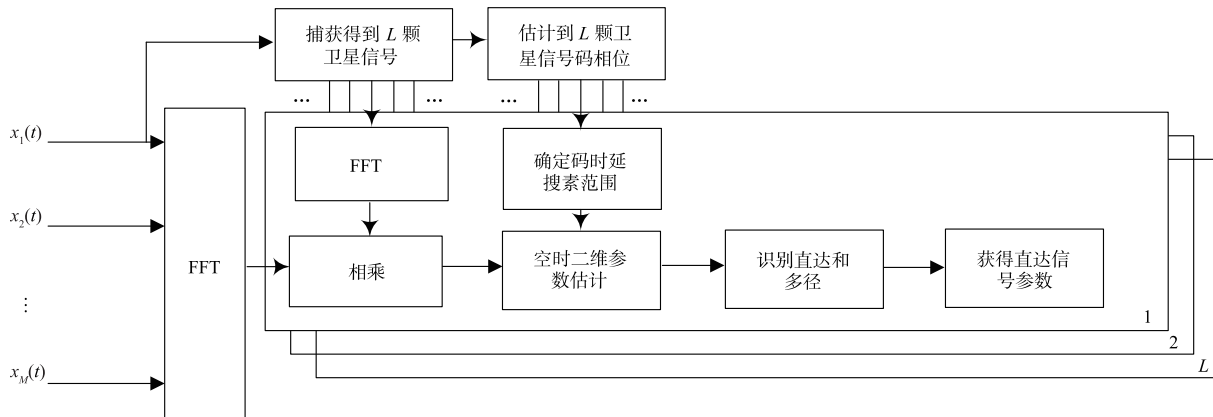 捕获得到 L 颗
卫星信号
估计到 L 颗卫
星信号码相位
...
...
...
...
x₁(t)
FFT
确定码时延
搜素范围
x₂(t)
FFT
相乘
空时二维参
数估计
识别直达和
多径
获得直达信
号参数
⋮
1
2
L
x_M(t)